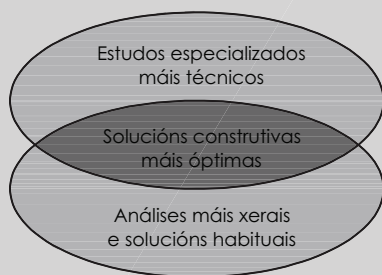 Estudos especializados
máis técnicos
Solucións construtivas
máis óptimas
Análises máis xerais
e solucións habituais